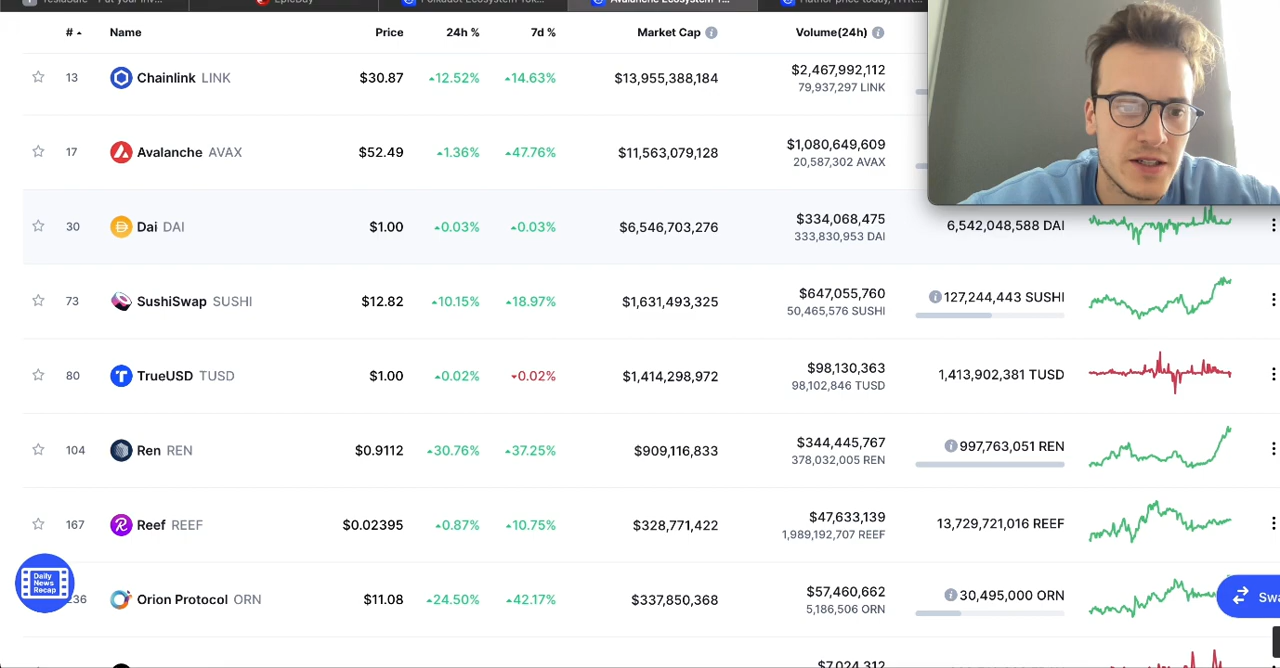 # Name Price 24h % 7d % Market Cap Volume(24h)
13 Chainlink LINK $30.87 12.52% 14.63% $13,955,388,184 $2,467,992,112
79,937,297 LINK
17 Avalanche AVAX $52.49 1.36% 47.76% $11,563,079,128 $1,080,649,609
20,587,302 AVAX
30 Dai DAI $1.00 0.03% 0.03% $6,546,703,276 $334,068,475 6,542,048,588 DAI
333,830,953 DAI
73 SushiSwap SUSHI $12.82 10.15% 18.97% $1,631,493,325 $647,055,760 127,244,443 SUSHI
50,465,576 SUSHI
80 TrueUSD TUSD $1.00 0.02% 0.02% $1,414,298,972 $98,130,363 1,413,902,381 TUSD
98,102,846 TUSD
104 Ren REN $0.9112 30.76% 37.25% $909,116,833 $344,445,767 997,763,051 REN
378,032,005 REN
167 Reef REEF $0.02395 0.87% 10.75% $328,771,422 $47,633,139 13,729,721,016 REEF
1,989,192,707 REEF
Daily
News
Recap
236 Orion Protocol ORN $11.08 24.50% 42.17% $337,850,368 $57,460,662 30,495,000 ORN
5,186,506 ORN
Swa
$7,024,312